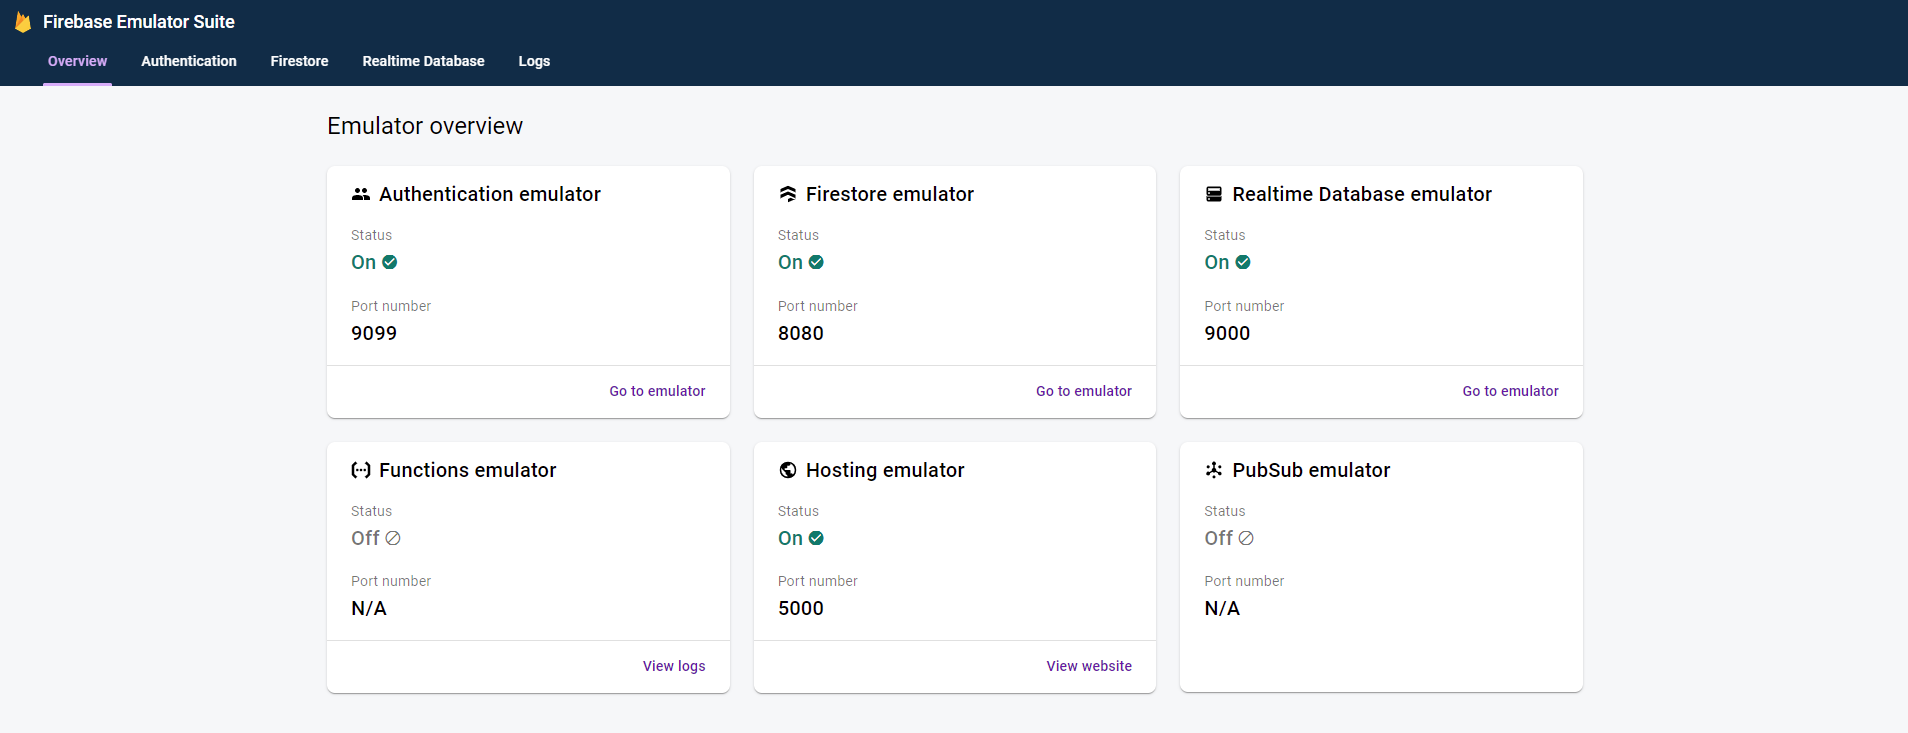 Firebase Emulator Suite
Overview Authentication Firestore Realtime Database Logs
Emulator overview
Authentication emulator
Status
On
Port number
9099
Go to emulator
Firestore emulator
Status
On
Port number
8080
Go to emulator
Realtime Database emulator
Status
On
Port number
9000
Go to emulator
Functions emulator
Status
Off
Port number
N/A
View logs
Hosting emulator
Status
On
Port number
5000
View website
PubSub emulator
Status
Off
Port number
N/A